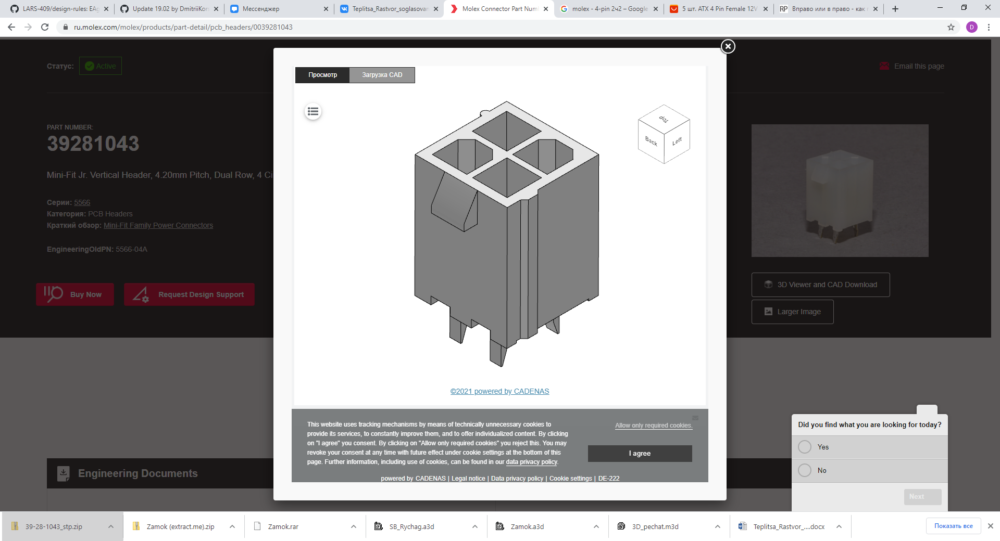 LARS-409/design-rules: EAg
Update 19.02 by DmitriiKors
Мессенджер
Teplitsa_Rastvor_soglasovan
Molex Connector Part Num
molex - 4-pin 2ч2 – Google
5 шт. ATX 4 Pin Female 12V
RP Вправо или в право - как
ru.molex.com/molex/products/part-detail/pcb_headers/0039281043
D
Статус: Active
Email this page
Просмотр
Загрузка CAD
PART NUMBER:
39281043
Mini-Fit Jr. Vertical Header, 4.20mm Pitch, Dual Row, 4 Ci
Серии: 5566
Категория: PCB Headers
Краткий обзор: Mini-Fit Family Power Connectors
EngineeringOldPN: 5566-04A
Buy Now
Request Design Support
Top
Back
Left
3D Viewer and CAD Download
Larger Image
©2021 powered by CADENAS
This website uses tracking mechanisms by means of technically unnecessary cookies to
provide its services, to constantly improve them, and to offer individualized content. By clicking
on "I agree" you consent. By clicking on "Allow only required cookies" you reject this. You may
revoke your consent at any time with future effect under cookie settings at the bottom of this
page. Further information, including use of cookies, can be found in our data privacy policy.
Allow only required cookies.
I agree
powered by CADENAS | Legal notice | Data privacy policy | Cookie settings | DE-222
Did you find what you are looking for today?
Yes
No
Next
Engineering Documents
39-28-1043_stp.zip
Zamok (extract.me).zip
Zamok.rar
SB_Rychag.a3d
Zamok.a3d
3D_pechat.m3d
Teplitsa_Rastvor_....docx
Показать все